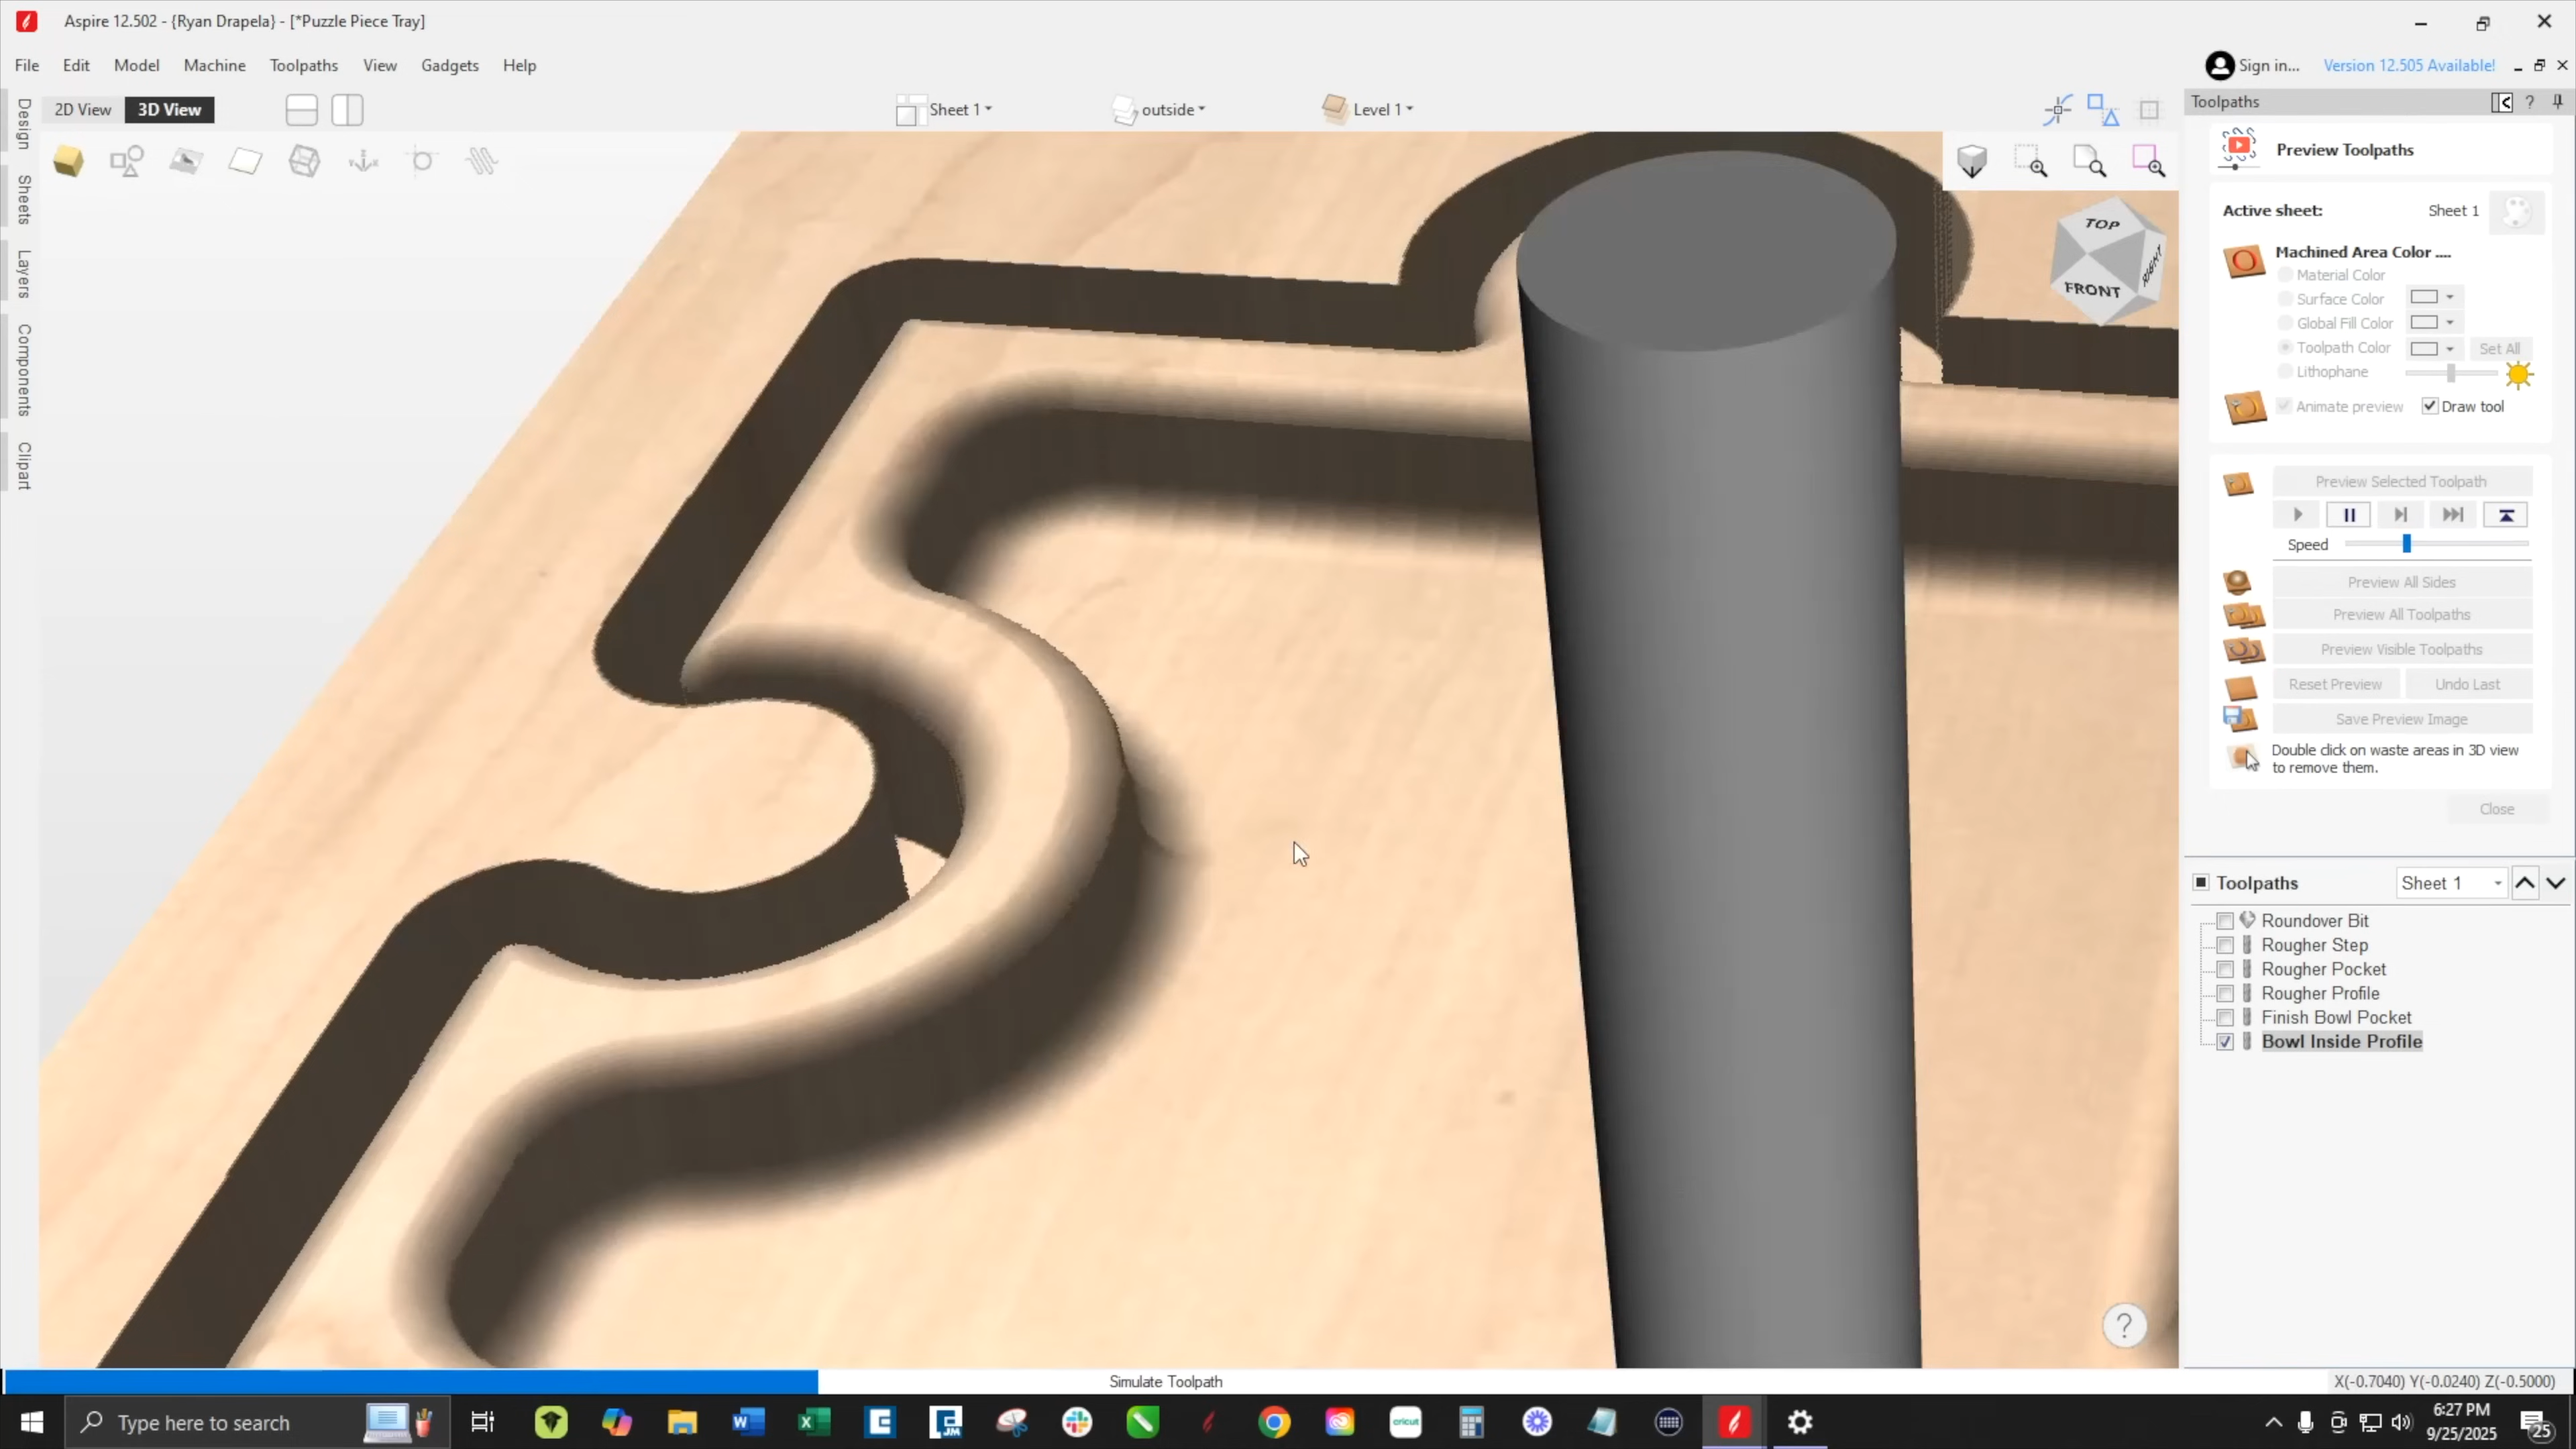 Aspire 12.502 - {Ryan Drapela} - [*Puzzle Piece Tray]
File Edit Model Machine Toolpaths View Gadgets Help
Sign in... Version 12.505 Available!
2D View 3D View Sheet 1 outside Level 1
Design
Sheets
Layers
Components
Clipart
TOP
FRONT
RIGHT
Toolpaths ?
Preview Toolpaths
Active sheet: Sheet 1
Machined Area Color ....
Material Color
Surface Color
Global Fill Color
Toolpath Color Set All
Lithophane
Animate preview Draw tool
Preview Selected Toolpath
Speed
Preview All Sides
Preview All Toolpaths
Preview Visible Toolpaths
Reset Preview Undo Last
Save Preview Image
Double click on waste areas in 3D view
to remove them.
Close
Toolpaths Sheet 1
Roundover Bit
Rougher Step
Rougher Pocket
Rougher Profile
Finish Bowl Pocket
Bowl Inside Profile
?
Simulate Toolpath X(-0.7040) Y(-0.0240) Z(-0.5000)
Type here to search
cricut
6:27 PM
9/25/2025
25